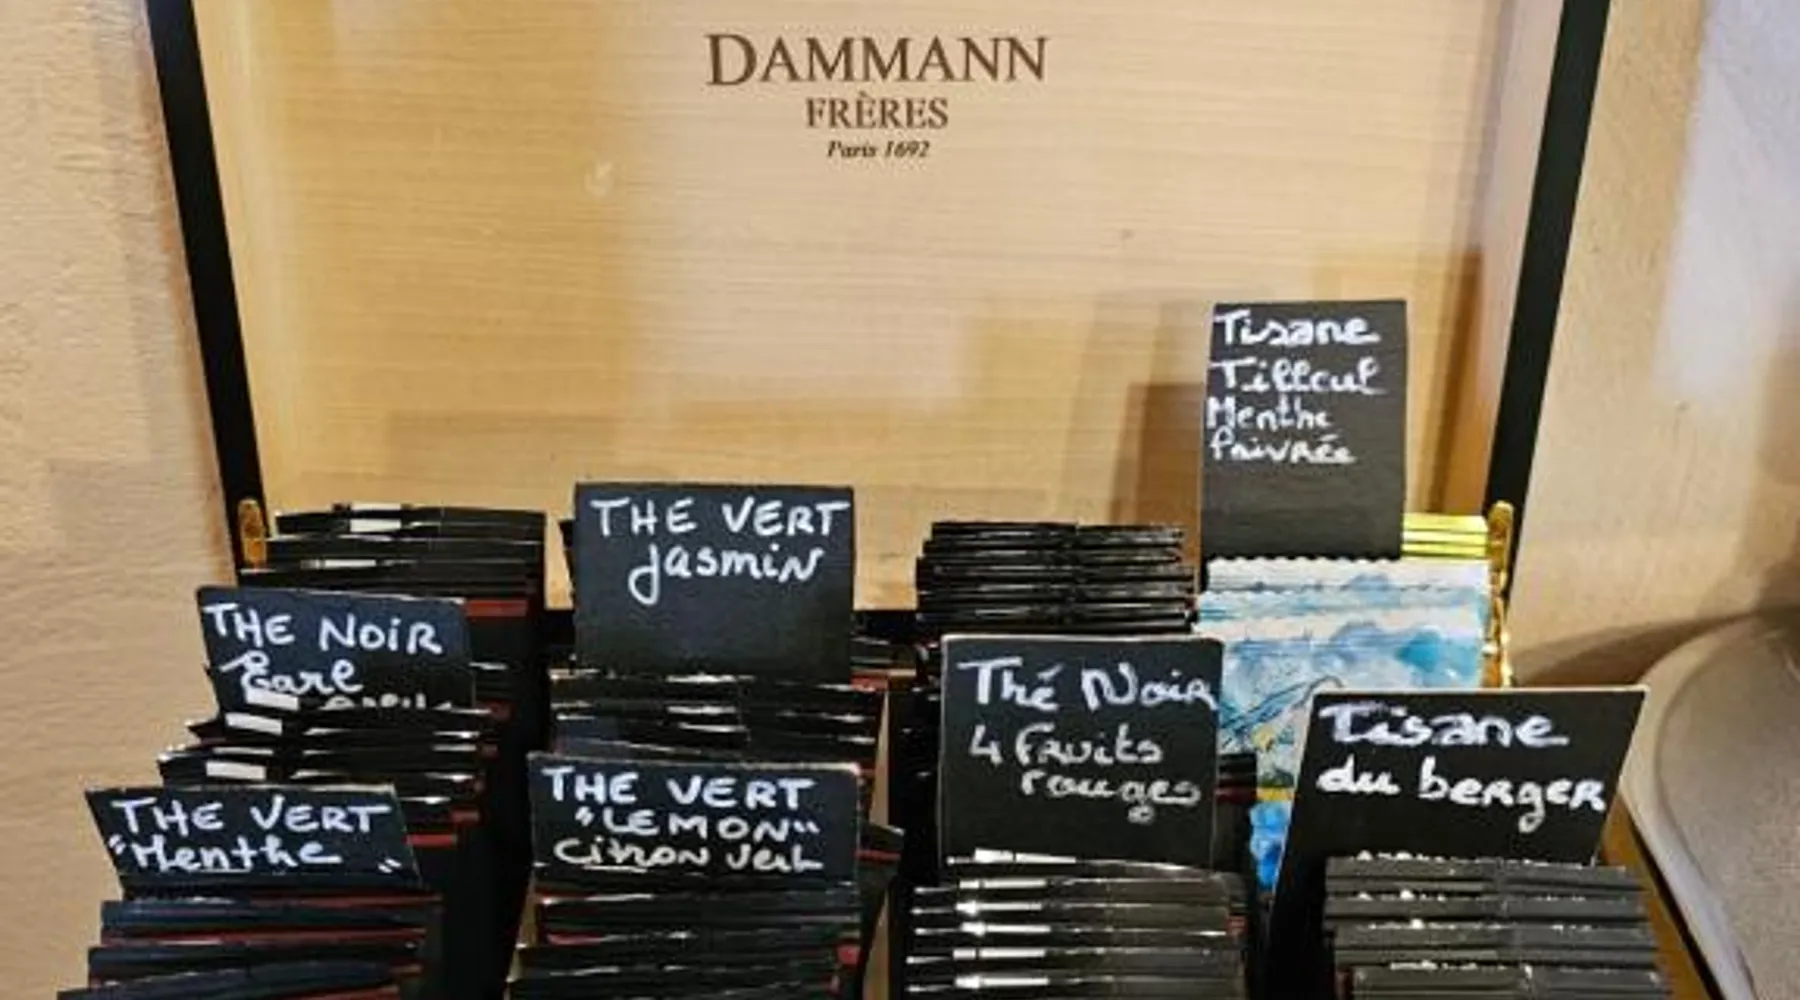 DAMMANN
FRÈRES
Paris 1692
Tisane
Tilleul
Menthe
Poivrée
THE VERT
Jasmin
THE NOIR
Earl
Thé Noir
4 Fruits
rouges
Tisane
du berger
THE VERT
"Menthe"
THE VERT
"LEMON"
Citron Vert